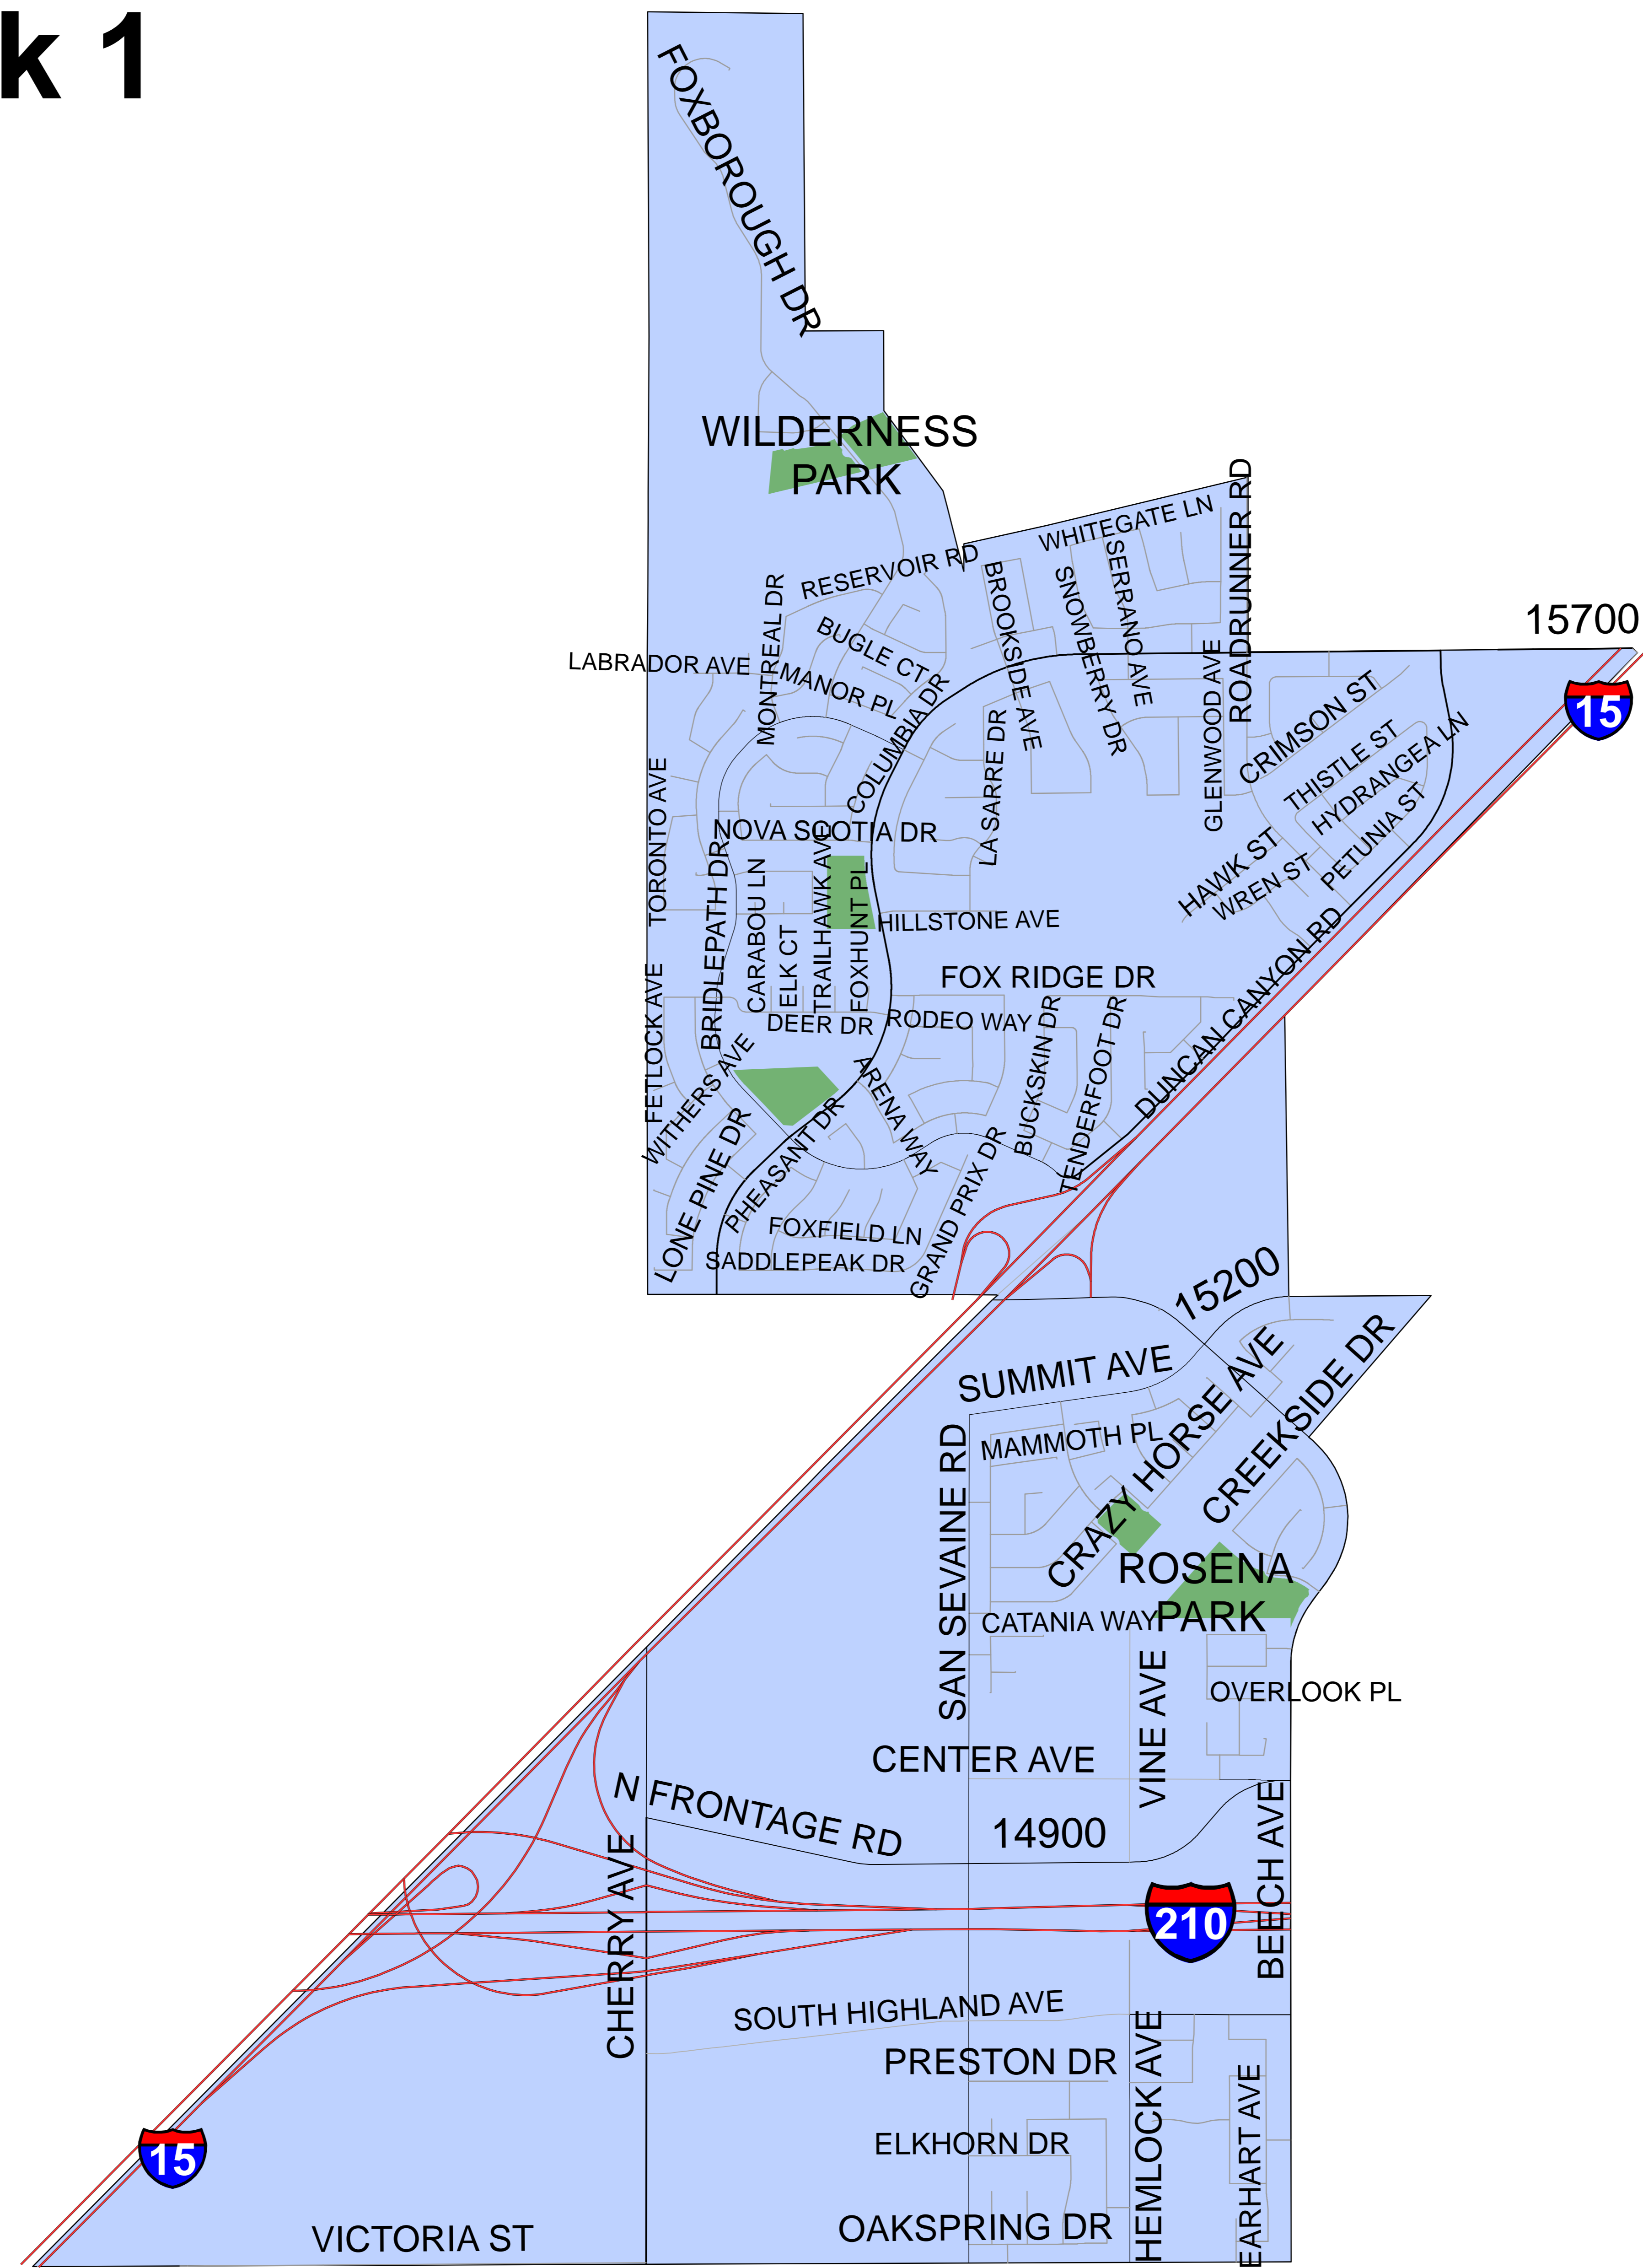 k 1
FOXBOROUGH DR
WILDERNESS
PARK
WHITEGATE LN
ROADRUNNER RD
RESERVOIR RD
BROOKSIDE AVE
SNOWBERRY DR
SERRANO AVE
MONTREAL DR
BUGLE CT
15700
LABRADOR AVE
MANOR PL
GLENWOOD AVE
15
COLUMBIA DR
LA SARRE DR
CRIMSON ST
THISTLE ST
HYDRANGEA LN
PETUNIA ST
TORONTO AVE
NOVA SCOTIA DR
BRIDLEPATH DR
CARABOU LN
ELK CT
TRAILHAWK AVE
FOXHUNT PL
HILLSTONE AVE
HAWK ST
WREN ST
FOX RIDGE DR
DUNCAN CANYON RD
FETLOCK AVE
DEER DR
RODEO WAY
BUCKSKIN DR
TENDERFOOT DR
WITHERS AVE
ARENA WAY
LONE PINE DR
PHEASANT DR
GRAND PRIX DR
FOXFIELD LN
SADDLEPEAK DR
15200
SUMMIT AVE
CRAZY HORSE AVE
CREEKSIDE DR
MAMMOTH PL
SAN SEVAINE RD
ROSENA
PARK
CATANIA WAY
VINE AVE
OVERLOOK PL
CENTER AVE
N FRONTAGE RD
14900
BEECH AVE
CHERRY AVE
210
SOUTH HIGHLAND AVE
PRESTON DR
HEMLOCK AVE
EARHART AVE
15
ELKHORN DR
OAKSPRING DR
VICTORIA ST